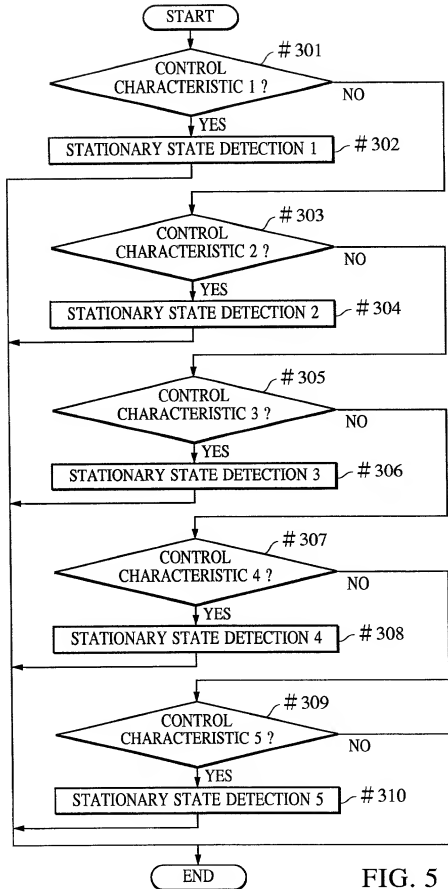 START
#301
CONTROL
CHARACTERISTIC 1 ?
NO
YES
STATIONARY STATE DETECTION 1
#302
#303
CONTROL
CHARACTERISTIC 2 ?
NO
YES
STATIONARY STATE DETECTION 2
#304
#305
CONTROL
CHARACTERISTIC 3 ?
NO
YES
STATIONARY STATE DETECTION 3
#306
#307
CONTROL
CHARACTERISTIC 4 ?
NO
YES
STATIONARY STATE DETECTION 4
#308
#309
CONTROL
CHARACTERISTIC 5 ?
NO
YES
STATIONARY STATE DETECTION 5
#310
END
FIG. 5